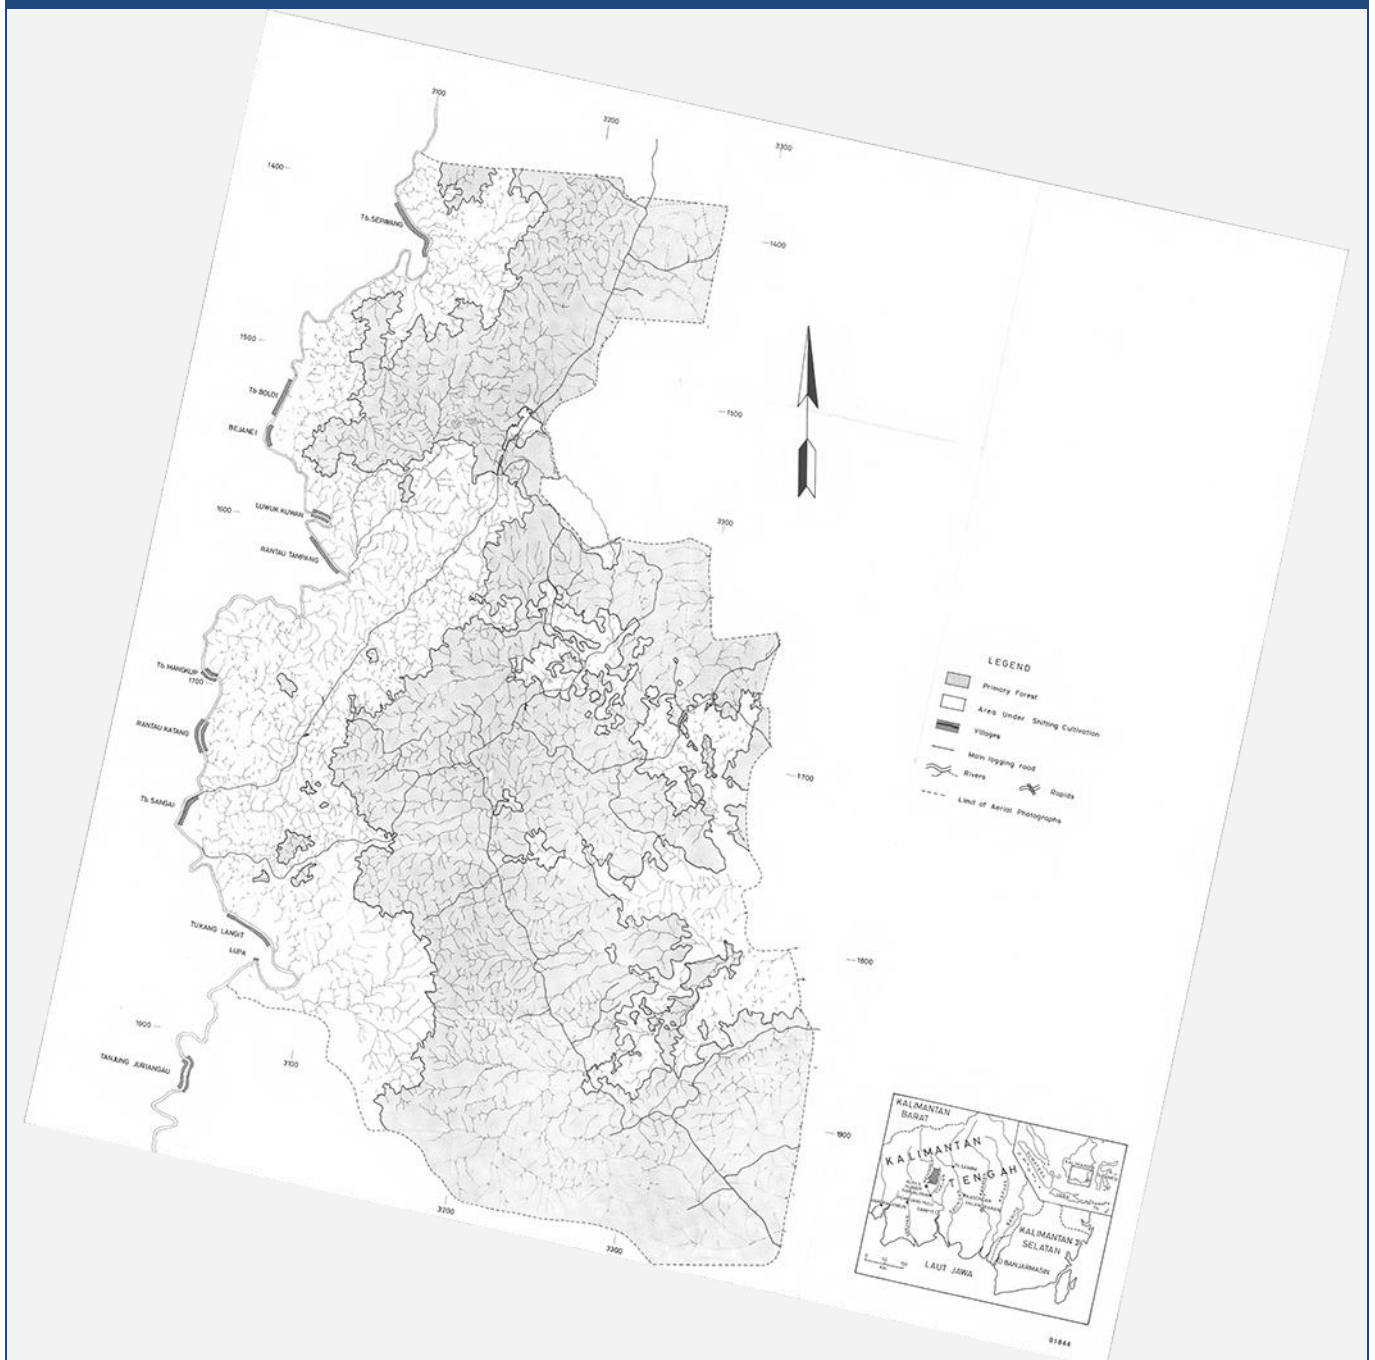 3100
3200
3300
1400
Tb. SEPAYANG
1400
1500
Tb. BOLOI
1500
BEJANEI
LUWUK KUWAN
1600
3300
RANTAU TAMPANG
Tb. MANGKUP
1700
RANTAU KATANG
1700
Tb. SANGAI
LEGEND
Primary Forest
Area Under Shifting Cultivation
Villages
Main logging road
Rivers
Rapids
Limit of Aerial Photographs
TUKANG LANGIT
LUPA
1800
1900
3100
TANJUNG JURIANGAU
1900
3200
3300
KALIMANTAN
BARAT
KALIMANTAN
TENGAH
KALIMANTAN
SELATAN
BANJARMASIN
LAUT JAWA